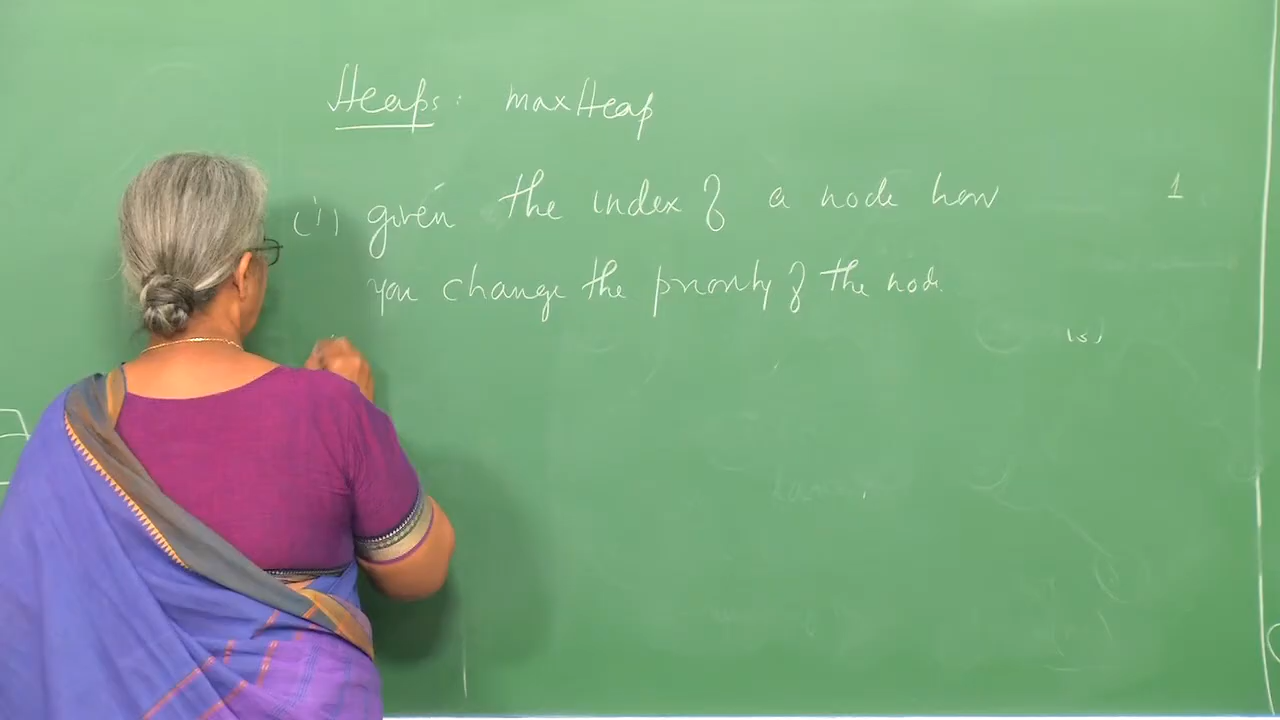 Heaps: maxHeap
(i) given the index of a node how
you change the priority of the node.
1